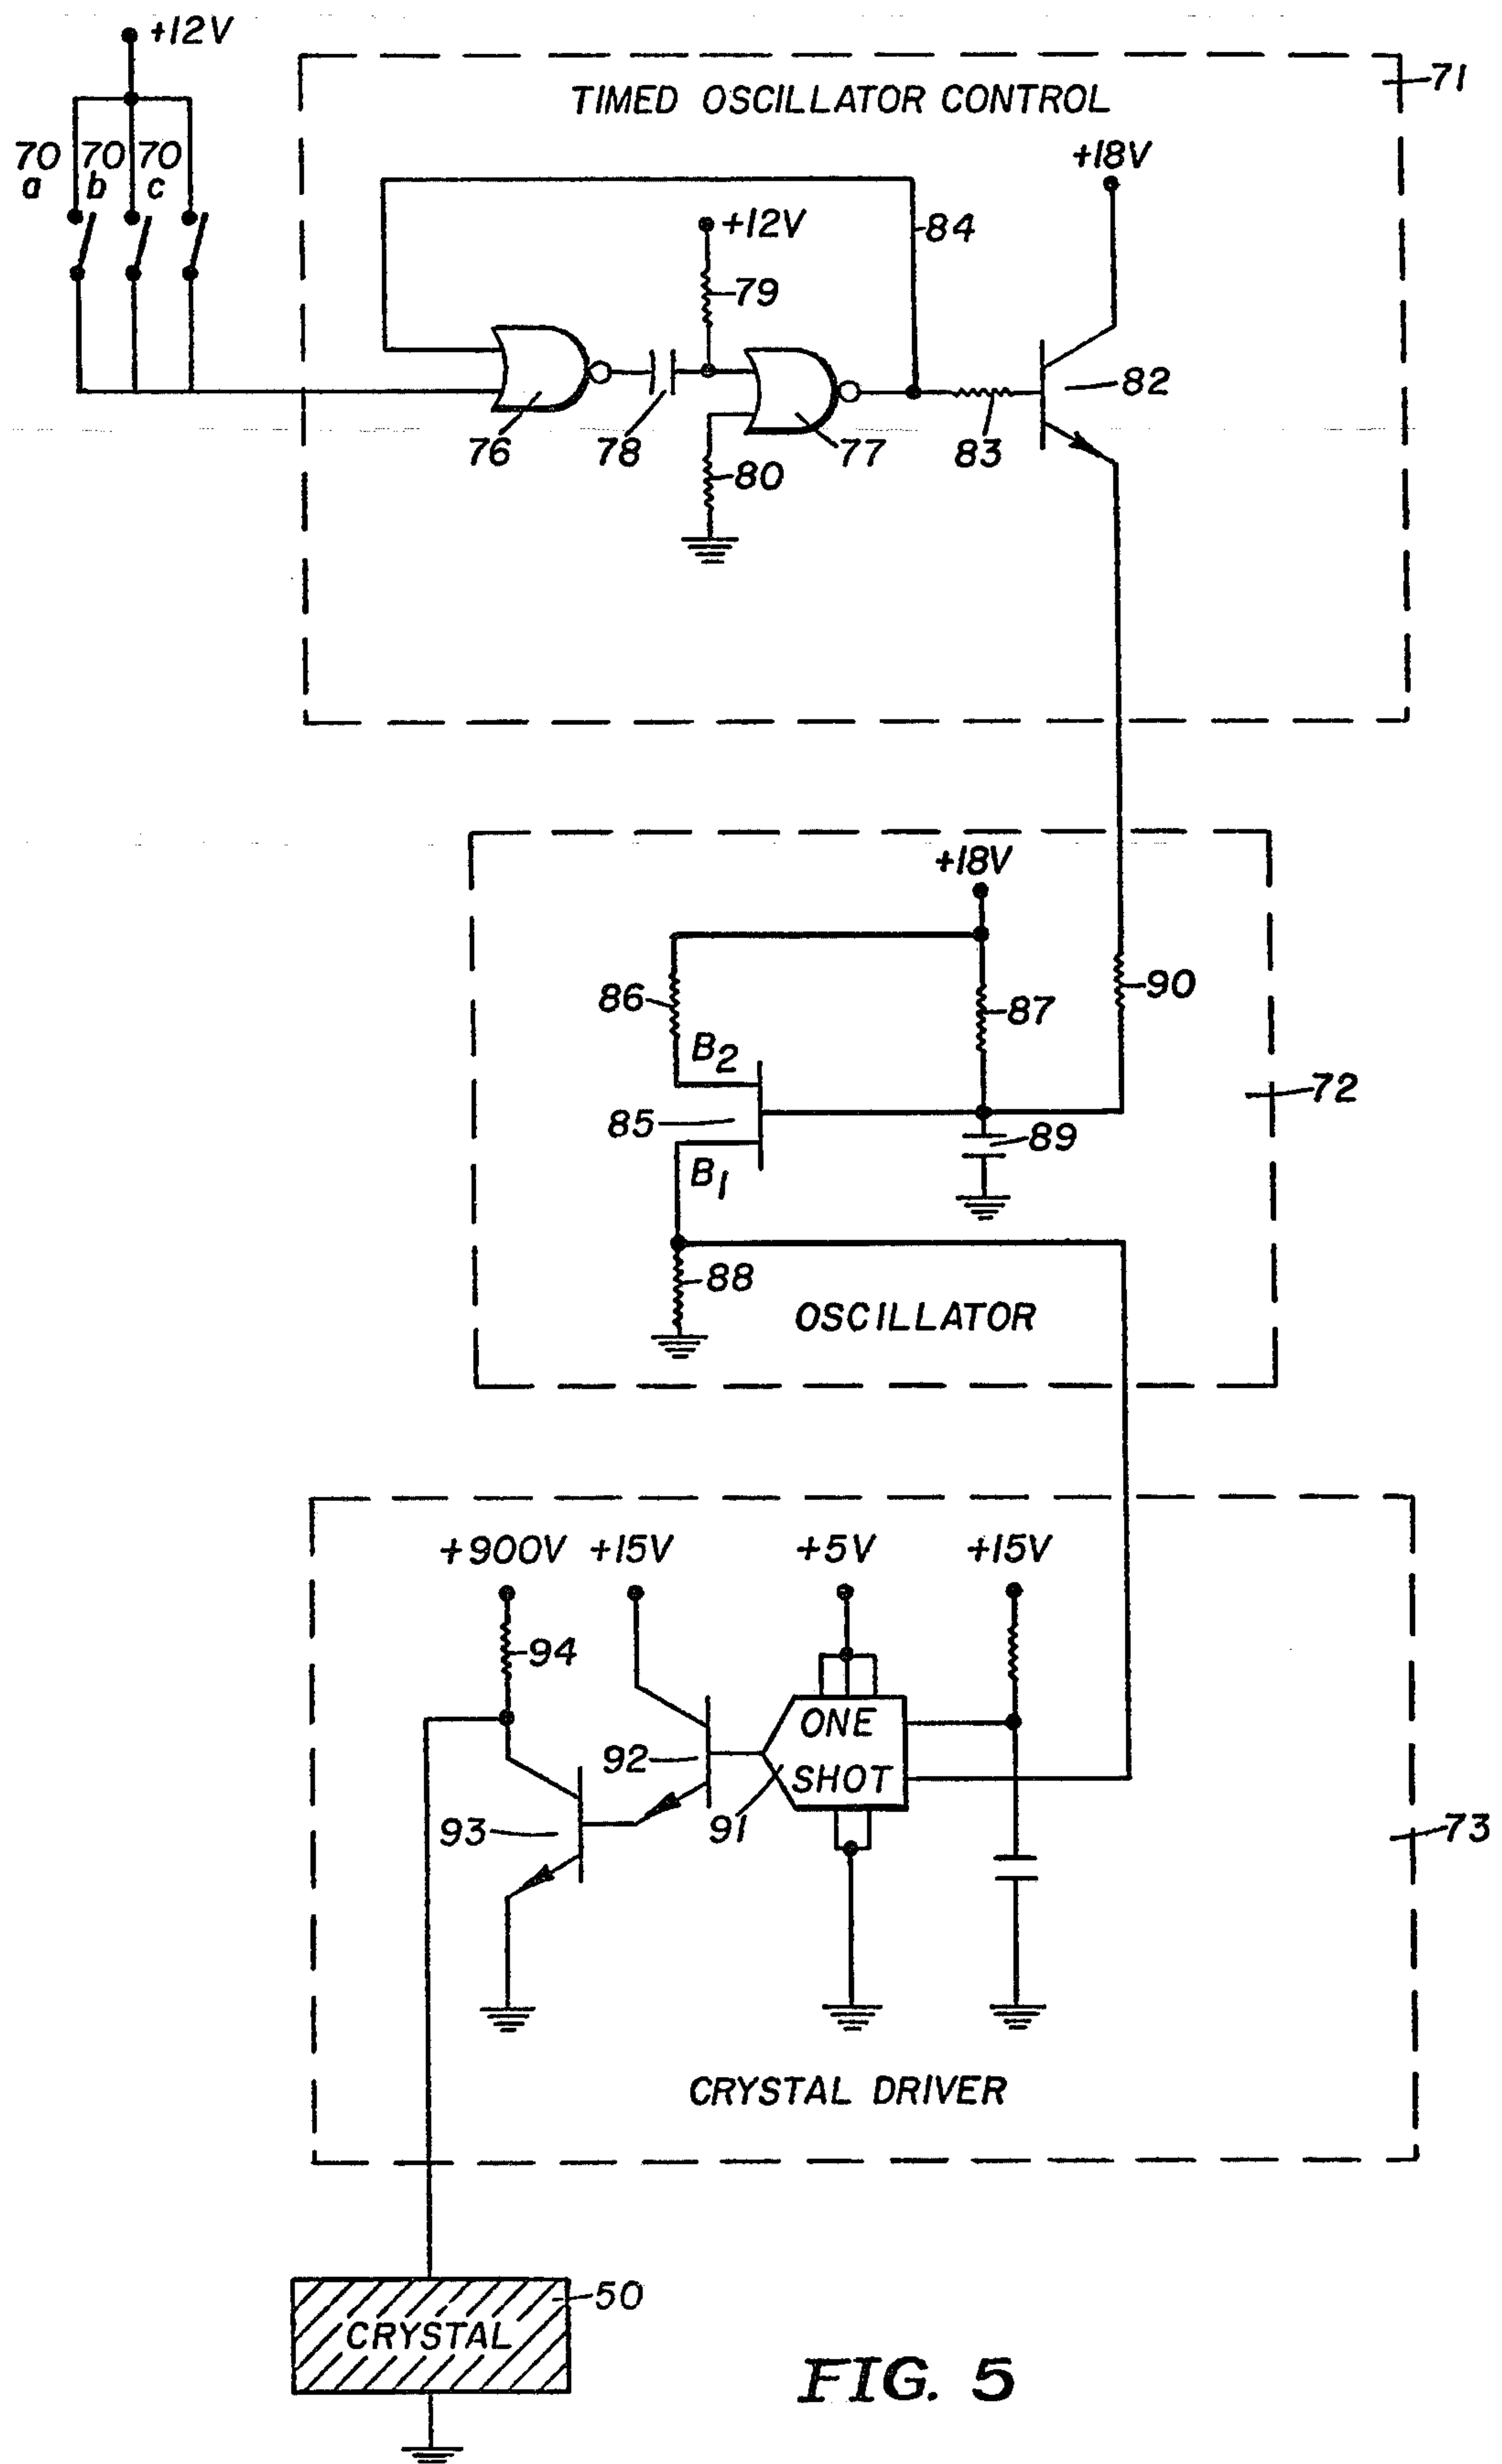 +12V
71
TIMED OSCILLATOR CONTROL
+18V
70 70 70
a b c
+12V
84
79
82
76
78
77
83
80
+18V
86
87
90
B2
72
85
89
B1
88
OSCILLATOR
+900V +15V +5V +15V
94
ONE
92
SHOT
93
91
73
CRYSTAL DRIVER
50
CRYSTAL
FIG. 5